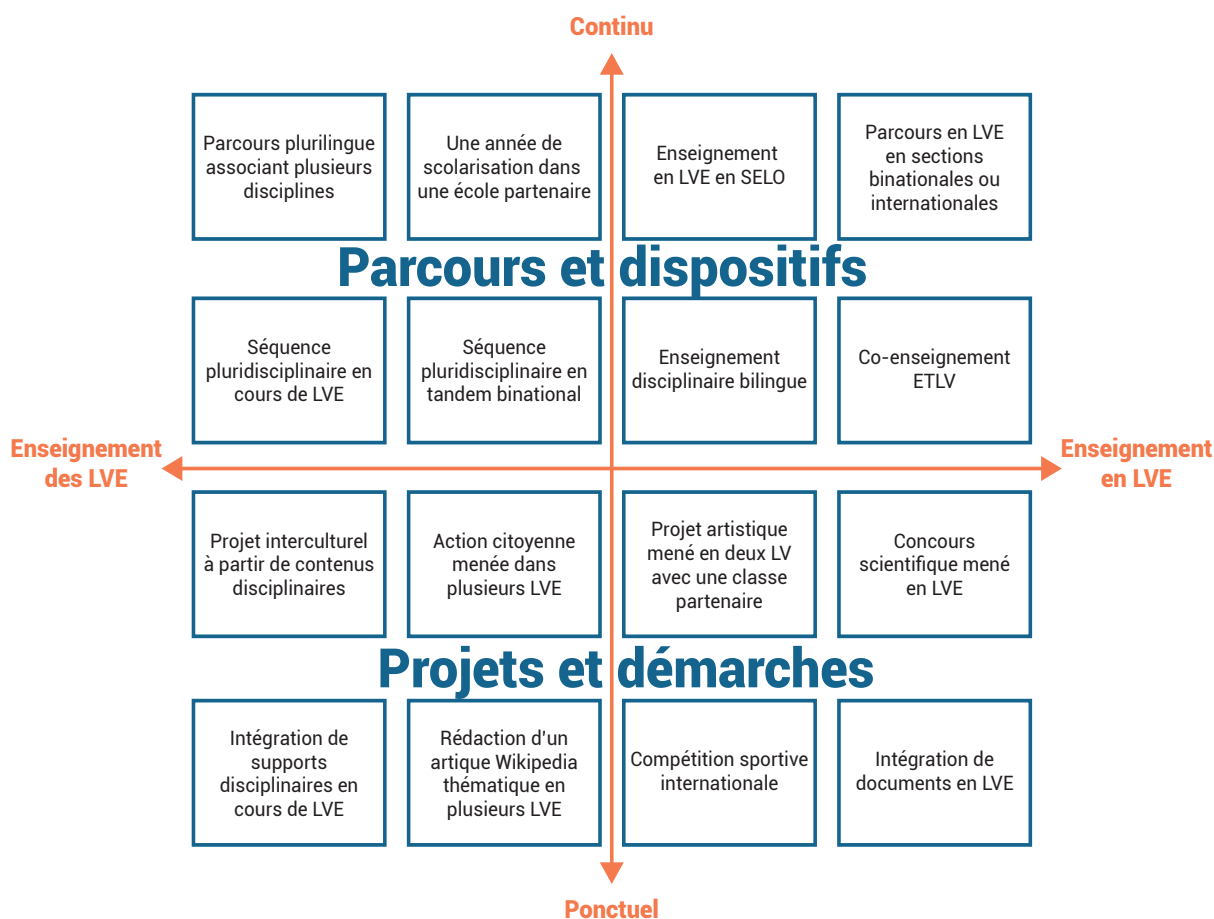 Continu
Parcours plurilingue
associant plusieurs
disciplines
Une année de
scolarisation dans
une école partenaire
Enseignement
en LVE en SELO
Parcours en LVE
en sections
binationales ou
internationales
Parcours et dispositifs
Séquence
pluridisciplinaire en
cours de LVE
Séquence
pluridisciplinaire en
tandem binational
Enseignement
disciplinaire bilingue
Co-enseignement
ETLV
Enseignement
des LVE
Enseignement
en LVE
Projet interculturel
à partir de contenus
disciplinaires
Action citoyenne
menée dans
plusieurs LVE
Projet artistique
mené en deux LV
avec une classe
partenaire
Concours
scientifique mené
en LVE
Projets et démarches
Intégration de
supports
disciplinaires en
cours de LVE
Rédaction d'un
artique Wikipedia
thématique en
plusieurs LVE
Compétition sportive
internationale
Intégration de
documents en LVE
Ponctuel